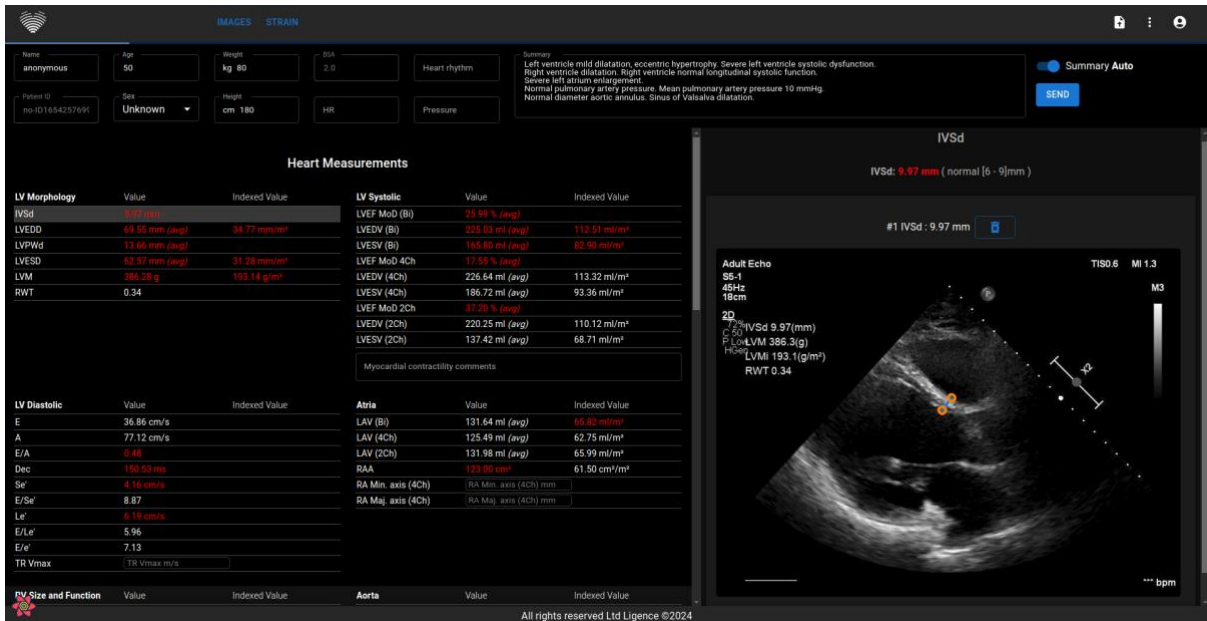 IMAGES STRAIN
Name
anonymous
Age
50
Weight
kg 80
BSA
2.0
Heart rhythm
Patient ID
no-ID1654257699
Sex
Unknown
Height
cm 180
HR
Pressure
Summary
Left ventricle mild dilatation, eccentric hypertrophy. Severe left ventricle systolic dysfunction.
Right ventricle dilatation. Right ventricle normal longitudinal systolic function.
Severe left atrium enlargement.
Normal pulmonary artery pressure. Mean pulmonary artery pressure 10 mmHg.
Normal diameter aortic annulus. Sinus of Valsalva dilatation.
Summary Auto
SEND
Heart Measurements
LV Morphology Value Indexed Value
IVSd 9.97 mm
LVEDD 69.55 mm (avg) 34.77 mm/m²
LVPWd 13.66 mm (avg)
LVESD 62.57 mm (avg) 31.28 mm/m²
LVM 386.28 g 193.14 g/m²
RWT 0.34
LV Systolic Value Indexed Value
LVEF MoD (Bi) 25.99 % (avg)
LVEDV (Bi) 225.03 ml (avg) 112.51 ml/m²
LVESV (Bi) 165.80 ml (avg) 82.90 ml/m²
LVEF MoD 4Ch 17.55 % (avg)
LVEDV (4Ch) 226.64 ml (avg) 113.32 ml/m²
LVESV (4Ch) 186.72 ml (avg) 93.36 ml/m²
LVEF MoD 2Ch 37.20 % (avg)
LVEDV (2Ch) 220.25 ml (avg) 110.12 ml/m²
LVESV (2Ch) 137.42 ml (avg) 68.71 ml/m²
Myocardial contractility comments
LV Diastolic Value Indexed Value
E 36.86 cm/s
A 77.12 cm/s
E/A 0.48
Dec 150.53 ms
Se' 4.16 cm/s
E/Se' 8.87
Le' 6.19 cm/s
E/Le' 5.96
E/e' 7.13
TR Vmax TR Vmax m/s
Atria Value Indexed Value
LAV (Bi) 131.64 ml (avg) 65.82 ml/m²
LAV (4Ch) 125.49 ml (avg) 62.75 ml/m²
LAV (2Ch) 131.98 ml (avg) 65.99 ml/m²
RAA 123.00 cm² 61.50 cm²/m²
RA Min. axis (4Ch) RA Min. axis (4Ch) mm
RA Maj. axis (4Ch) RA Maj. axis (4Ch) mm
RV Size and Function Value Indexed Value
Aorta Value Indexed Value
IVSd
IVSd: 9.97 mm ( normal [6 - 9]mm )
#1 IVSd : 9.97 mm
Adult Echo
TIS0.6 MI 1.3
S5-1
45Hz
18cm
M3
2D
72%
C 50
P Low
HGen
IVSd 9.97(mm)
LVM 386.3(g)
LVMi 193.1(g/m²)
RWT 0.34
P
X2
*** bpm
All rights reserved Ltd Ligence ©2024